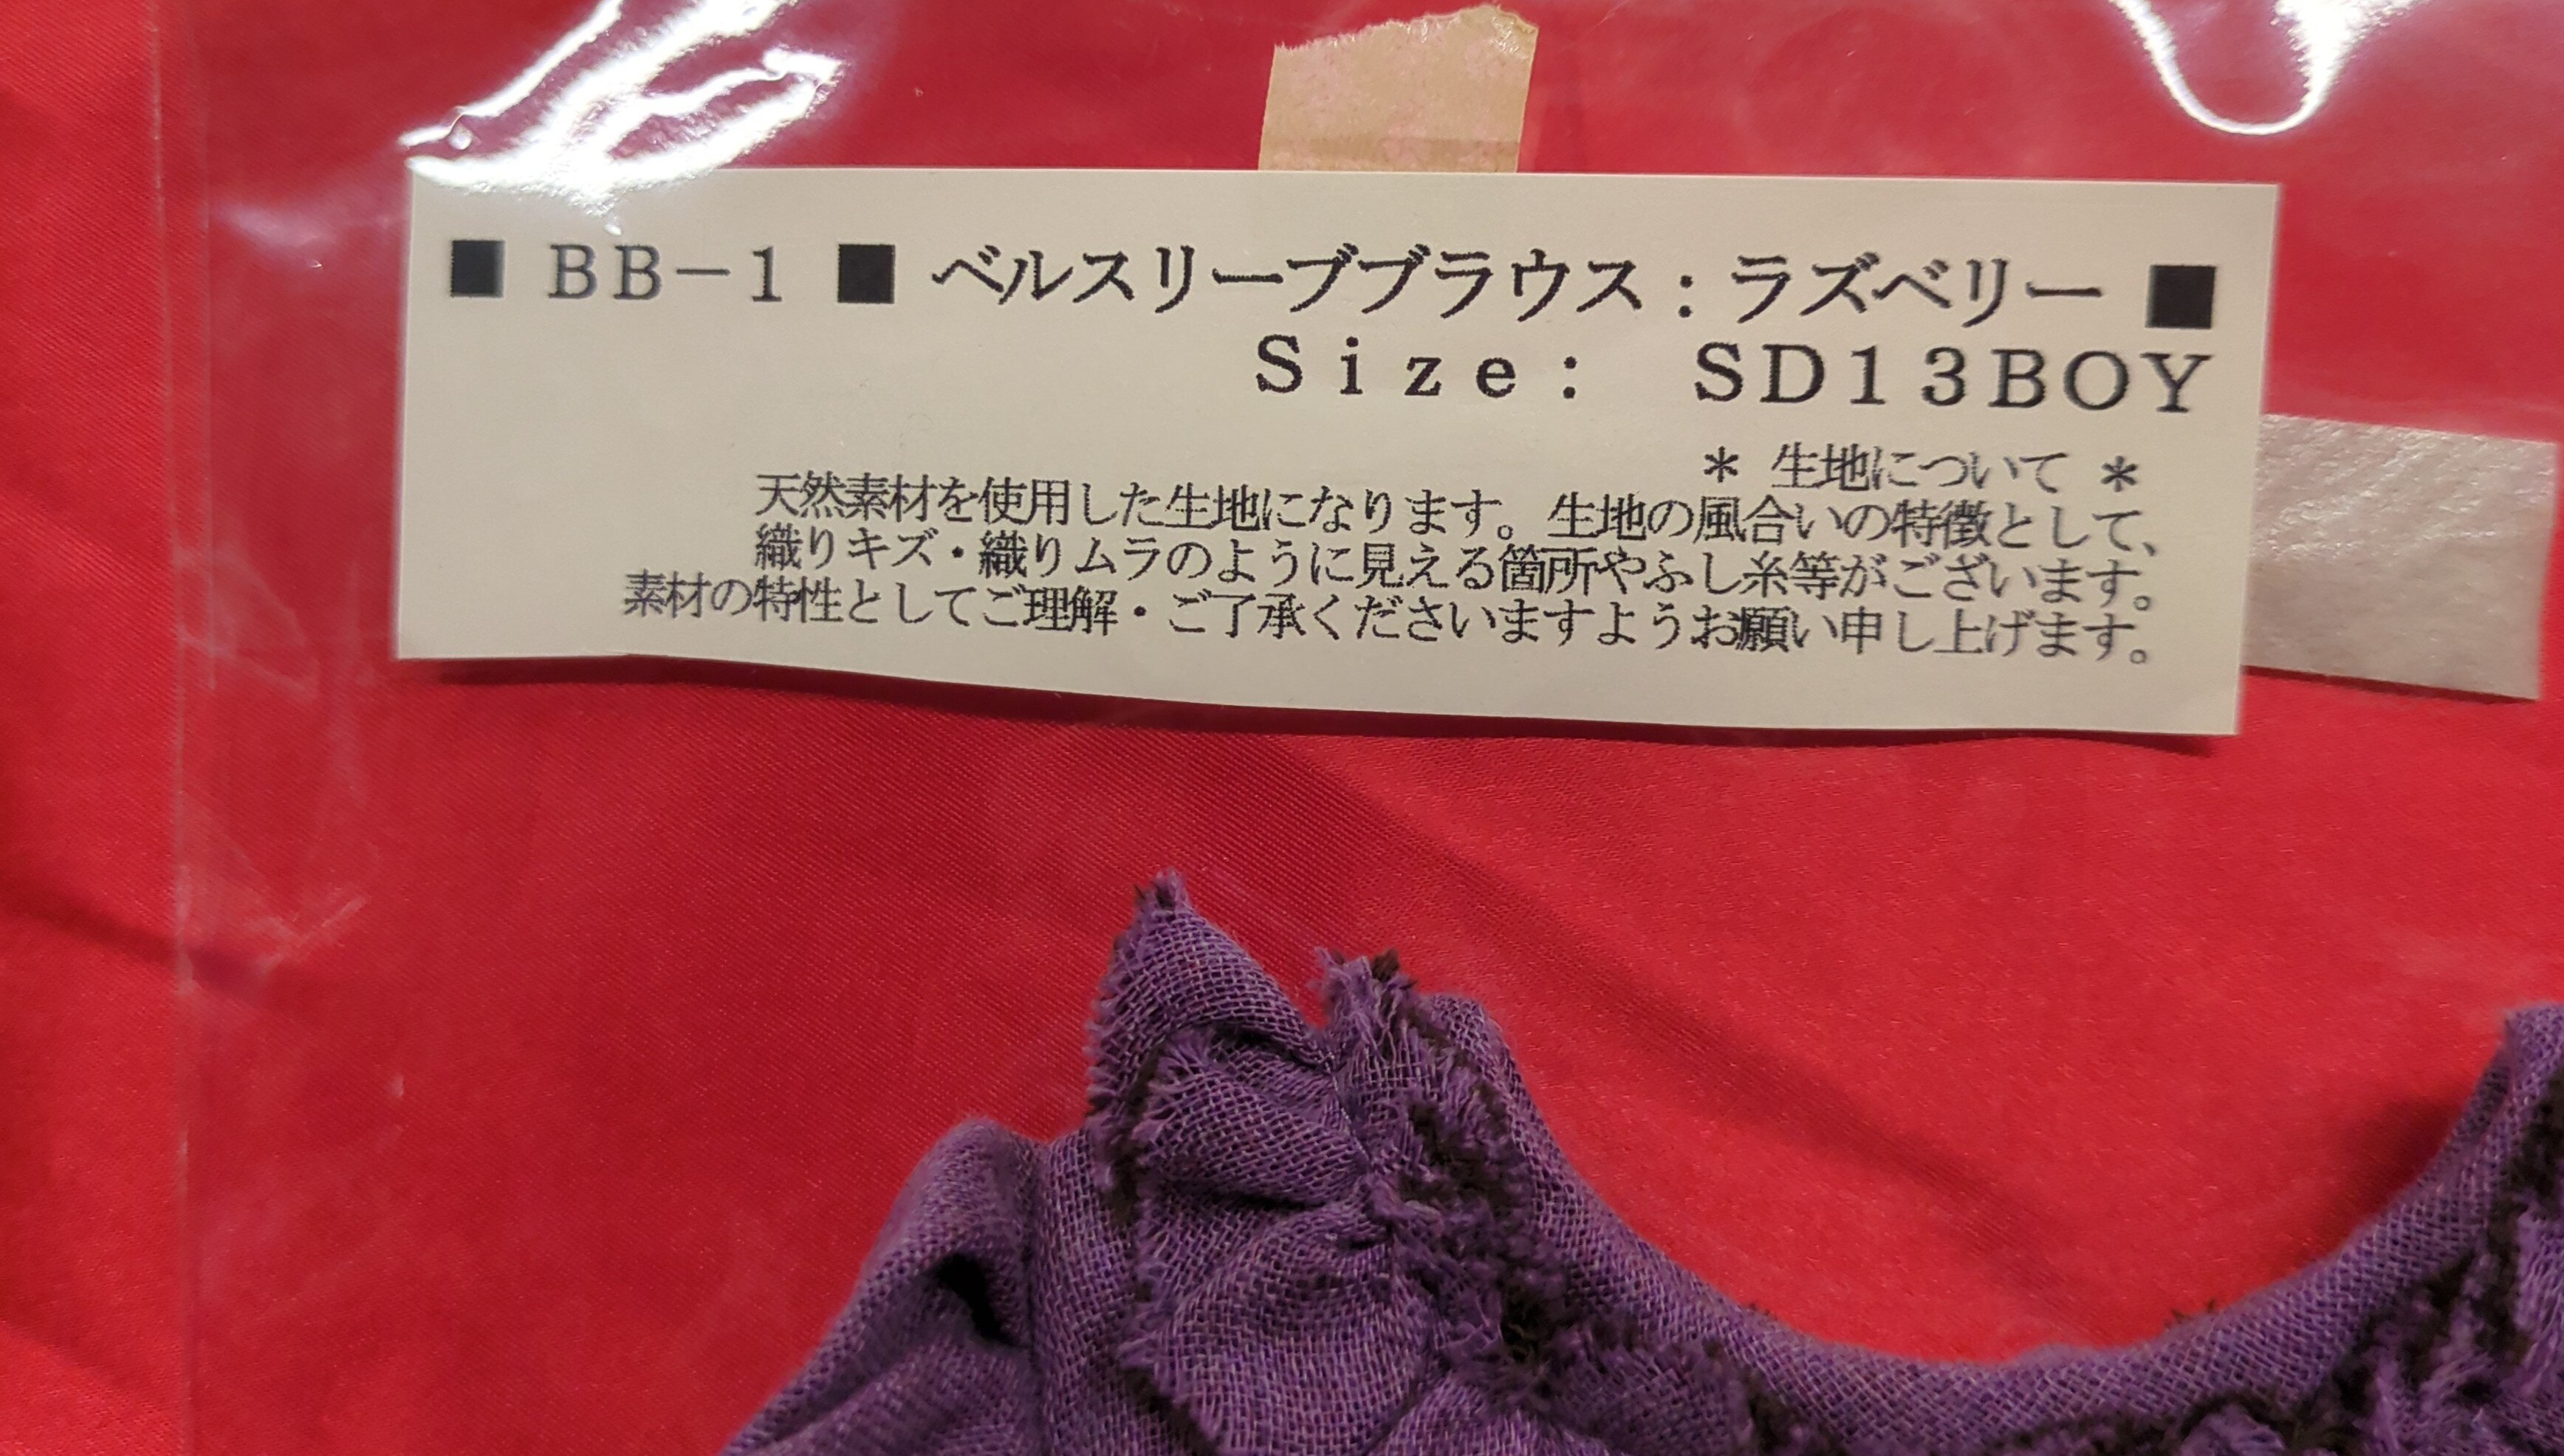 ■ BB－1 ■ ベルスリーブブラウス：ラズベリー ■
Size: SD13BOY
＊ 生地について ＊
天然素材を使用した生地になります。生地の風合いの特徴として、
織りキズ・織りムラのように見える箇所やふし糸等がございます。
素材の特性としてご理解・ご了承くださいますようお願い申し上げます。